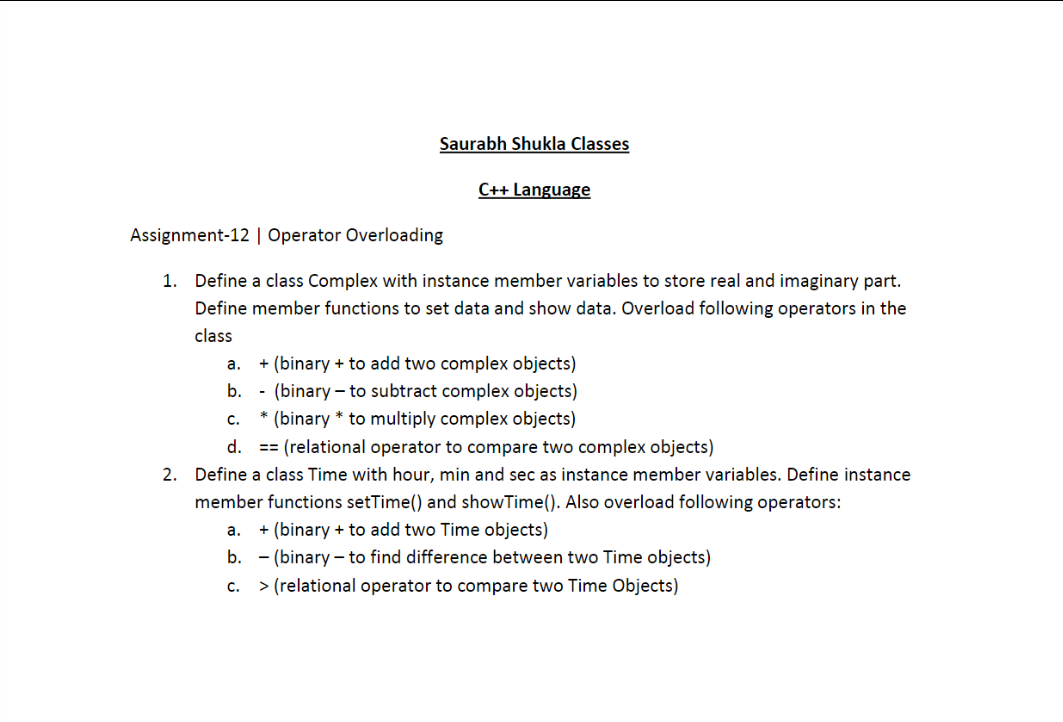 Saurabh Shukla Classes
C++ Language
Assignment-12 | Operator Overloading
1. Define a class Complex with instance member variables to store real and imaginary part.
Define member functions to set data and show data. Overload following operators in the
class
a. + (binary + to add two complex objects)
b. - (binary – to subtract complex objects)
c. * (binary * to multiply complex objects)
d. == (relational operator to compare two complex objects)
2. Define a class Time with hour, min and sec as instance member variables. Define instance
member functions setTime() and showTime(). Also overload following operators:
a. + (binary + to add two Time objects)
b. – (binary – to find difference between two Time objects)
c. > (relational operator to compare two Time Objects)